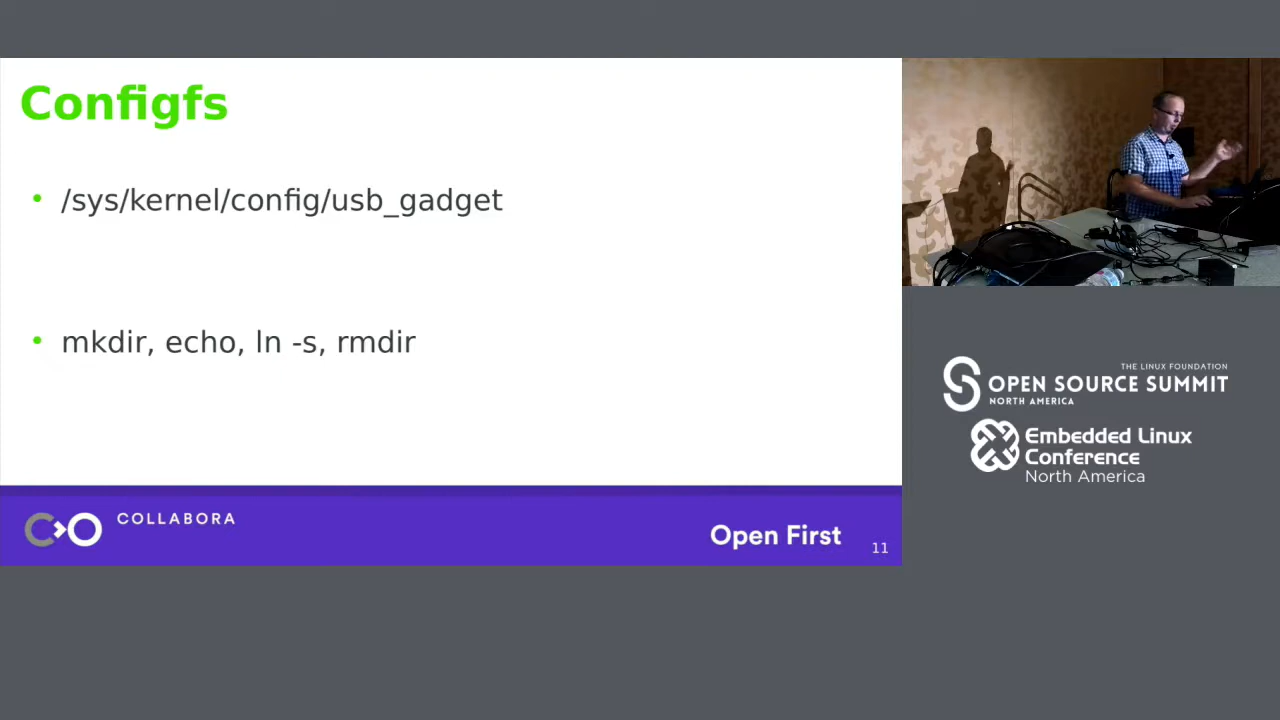 Configfs
• /sys/kernel/config/usb_gadget
• mkdir, echo, ln -s, rmdir
COLLABORA
Open First
11
THE LINUX FOUNDATION
OPEN SOURCE SUMMIT
NORTH AMERICA
Embedded Linux
Conference
North America